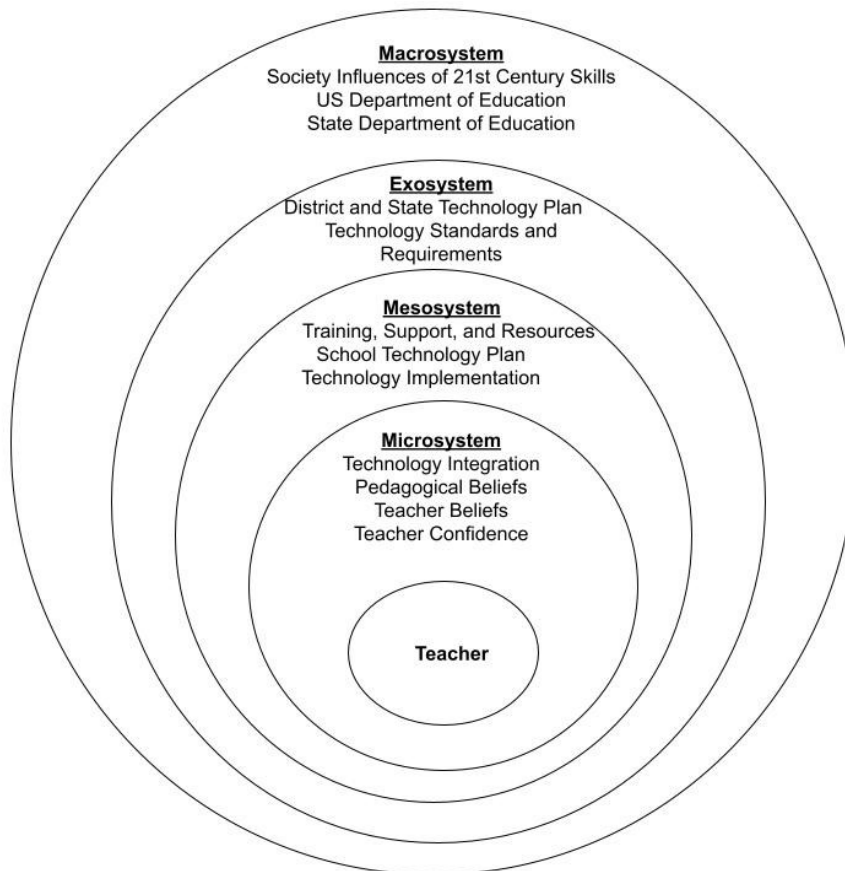 Macrosystem
Society Influences of 21st Century Skills
US Department of Education
State Department of Education
Exosystem
District and State Technology Plan
Technology Standards and
Requirements
Mesosystem
Training, Support, and Resources
School Technology Plan
Technology Implementation
Microsystem
Technology Integration
Pedagogical Beliefs
Teacher Beliefs
Teacher Confidence
Teacher